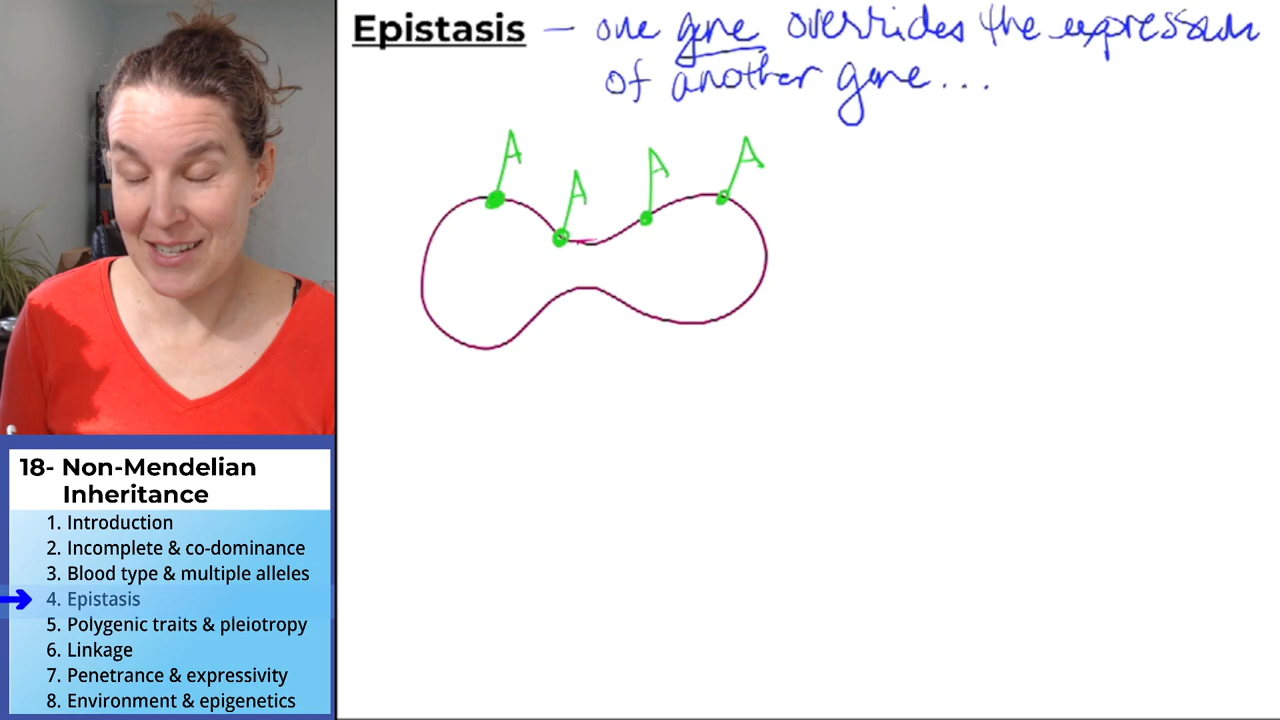 Epistasis - one gene overrides the expression
of another gene...
A
A
A
A
18- Non-Mendelian
Inheritance
1. Introduction
2. Incomplete & co-dominance
3. Blood type & multiple alleles
4. Epistasis
5. Polygenic traits & pleiotropy
6. Linkage
7. Penetrance & expressivity
8. Environment & epigenetics